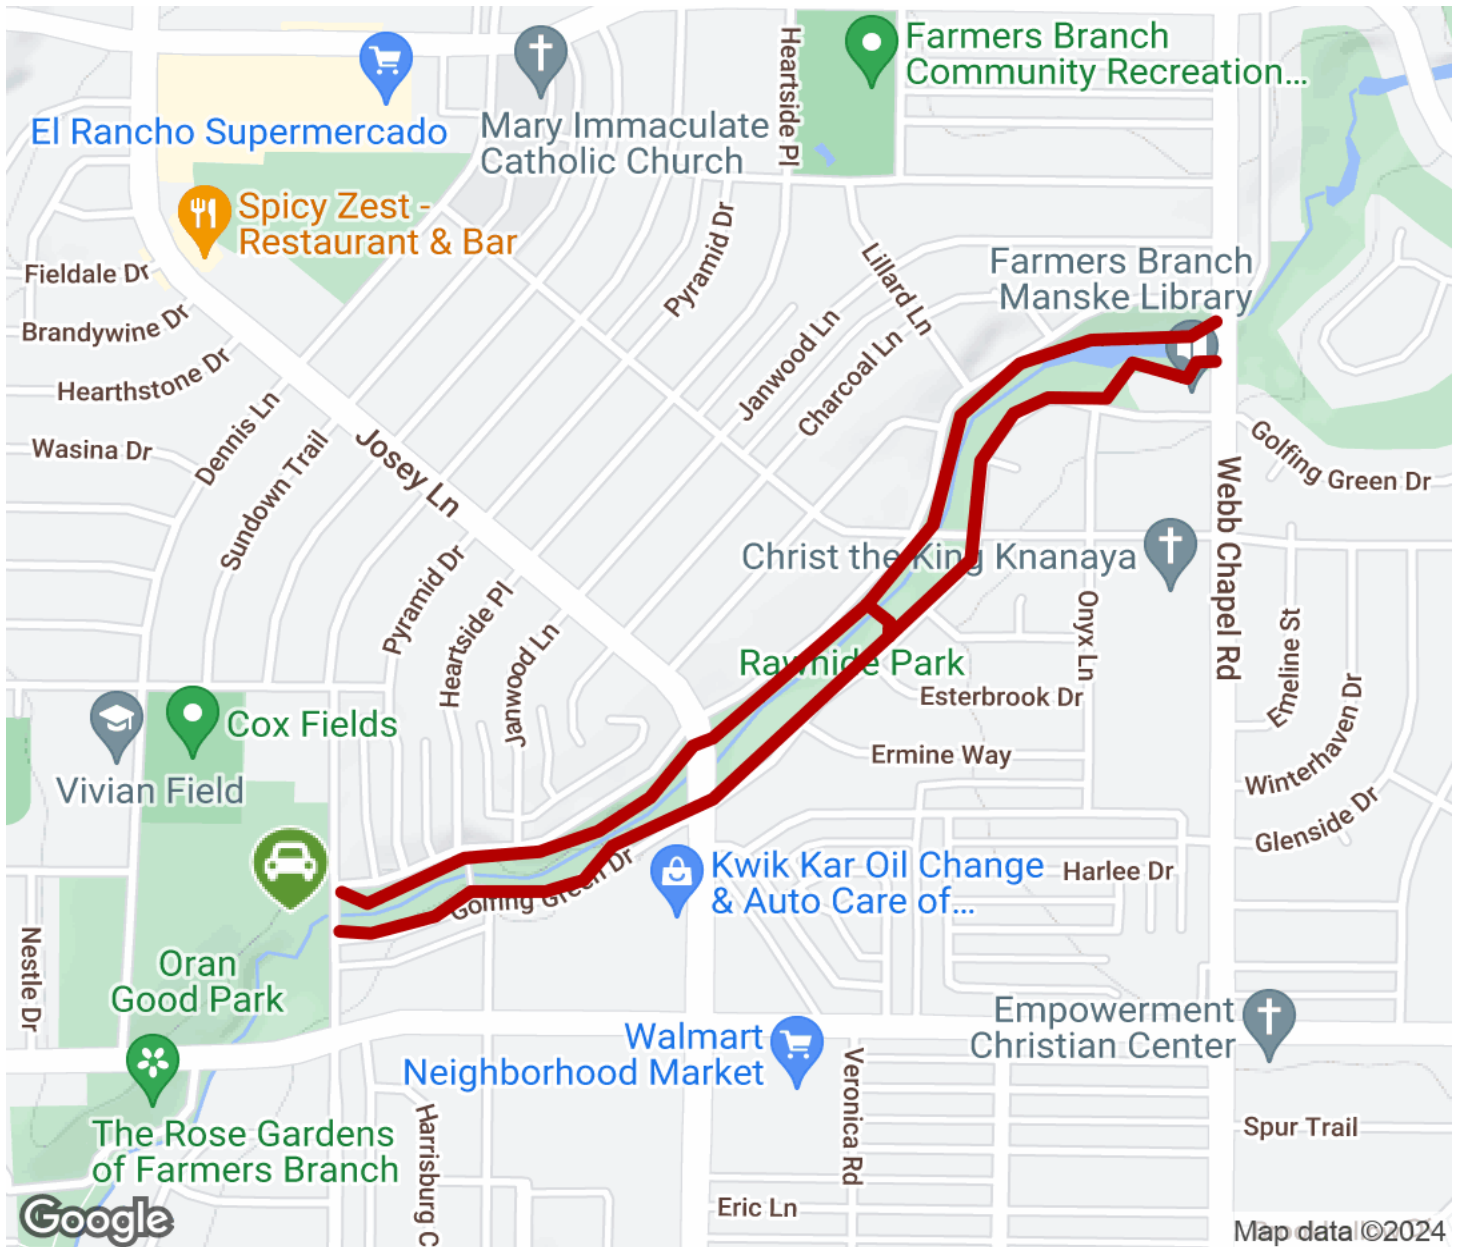 Farmers Branch
Community Recreation...
Heartside Pl
El Rancho Supermercado
Mary Immaculate
Catholic Church
Spicy Zest -
Restaurant & Bar
Pyramid Dr
Lillard Ln
Farmers Branch
Manske Library
Fieldale Dr
Brandywine Dr
Hearthstone Dr
Wasina Dr
Dennis Ln
Sundown Trail
Josey Ln
Janwood Ln
Charcoal Ln
Golfing Green Dr
Webb Chapel Rd
Christ the King Knanaya
Pyramid Dr
Heartside Pl
Janwood Ln
Onyx Ln
Emeline St
Rawhide Park
Esterbrook Dr
Ermine Way
Winterhaven Dr
Glenside Dr
Cox Fields
Vivian Field
Golfing Green Dr
Kwik Kar Oil Change
& Auto Care of...
Harlee Dr
Nestle Dr
Oran
Good Park
Walmart
Neighborhood Market
Empowerment
Christian Center
Veronica Rd
Harrisburg C
The Rose Gardens
of Farmers Branch
Spur Trail
Eric Ln
Google
Map data ©2024